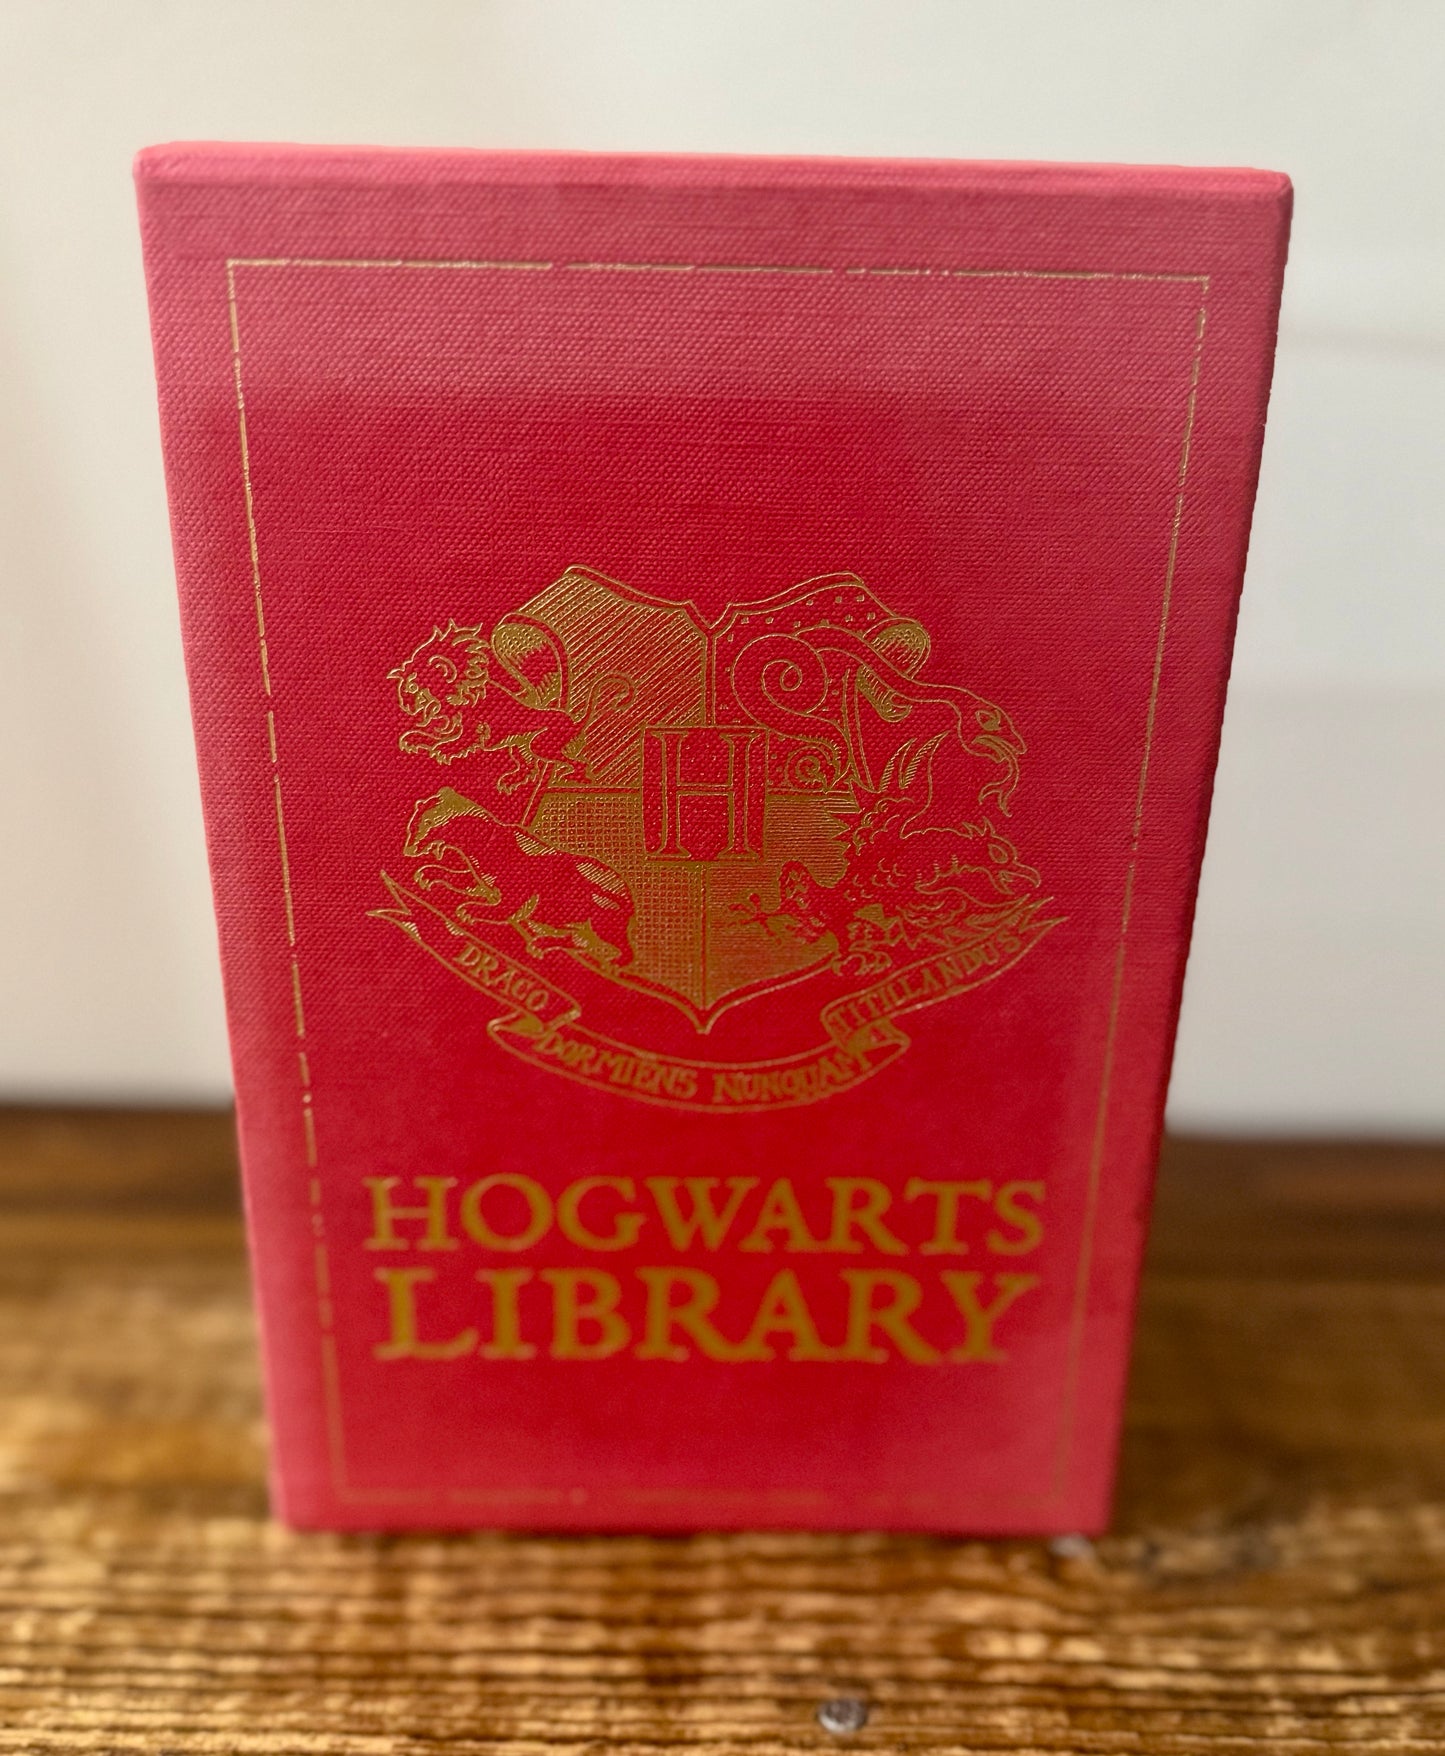 H
DRACO
DORMIENS NUNQUAM
TITILLANDUS
HOGWARTS
LIBRARY